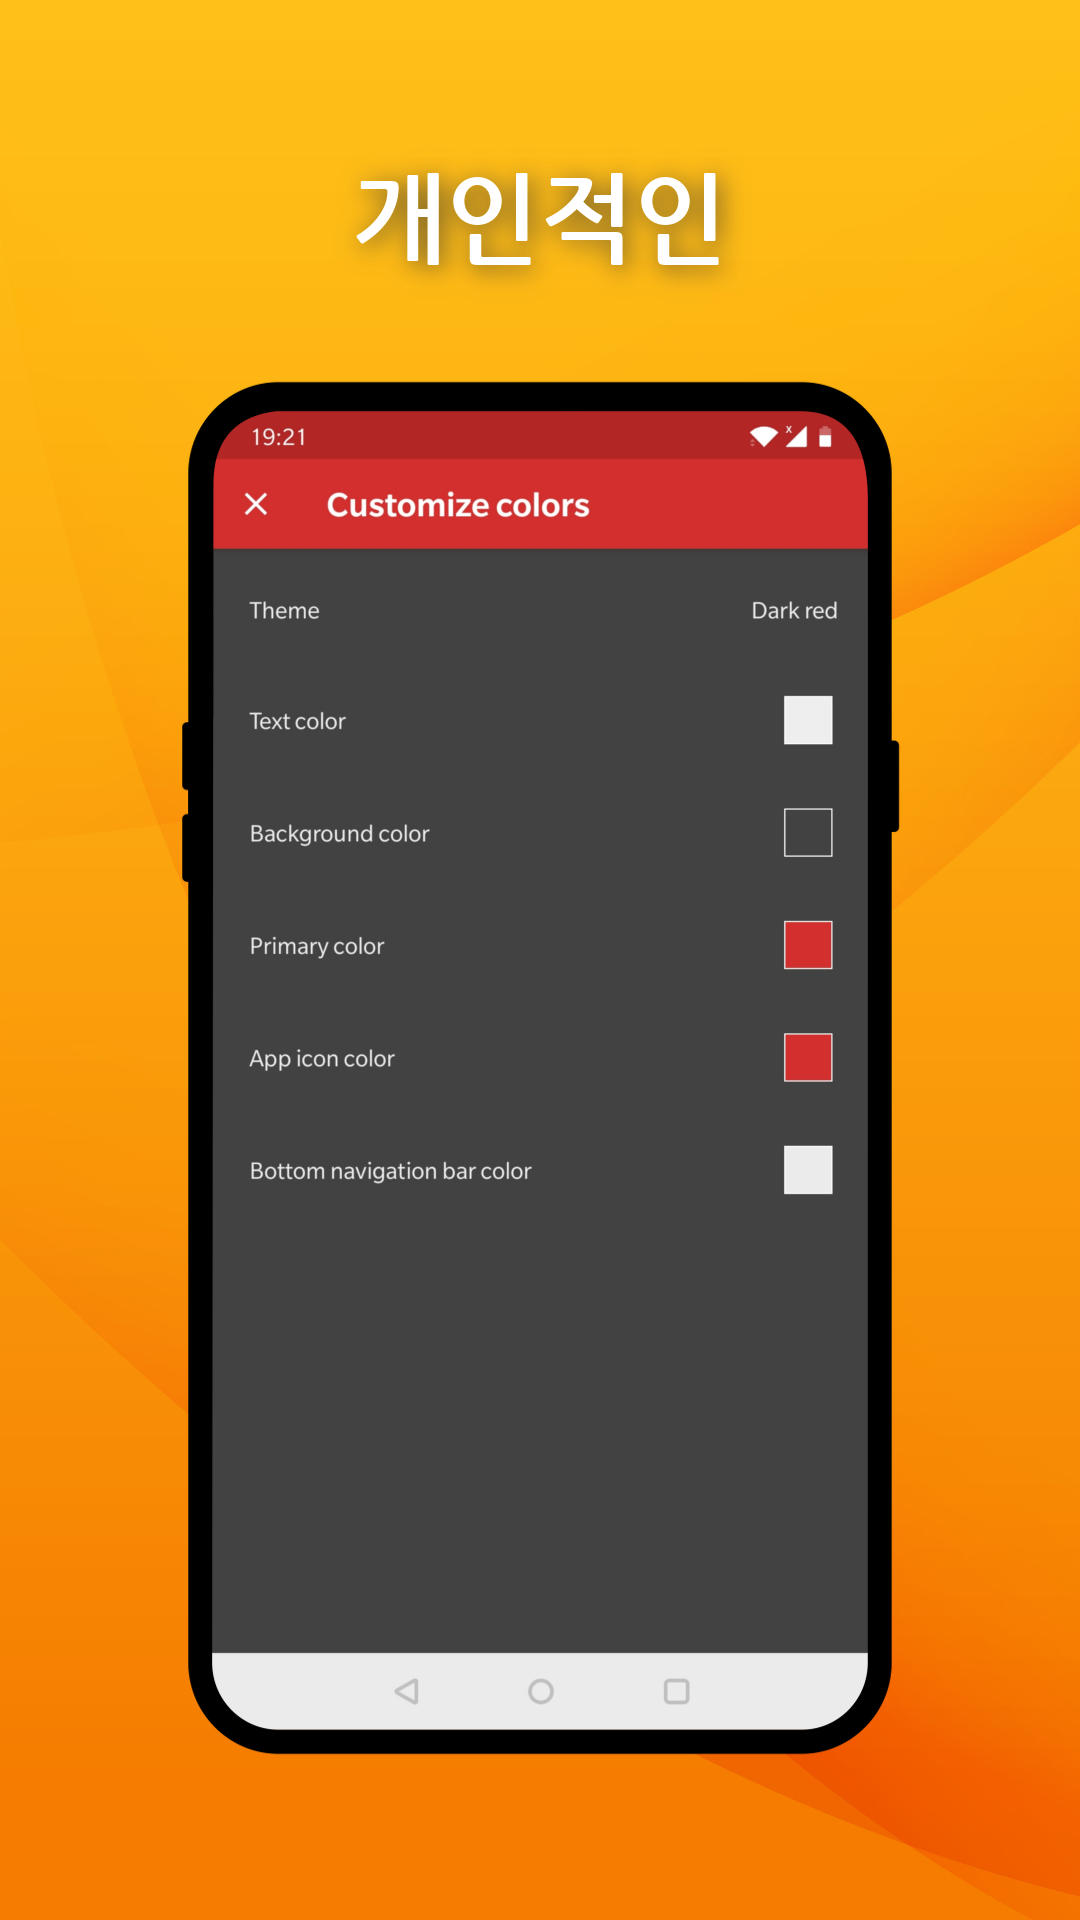 개인적인
19:21
Customize colors
Theme Dark red
Text color
Background color
Primary color
App icon color
Bottom navigation bar color